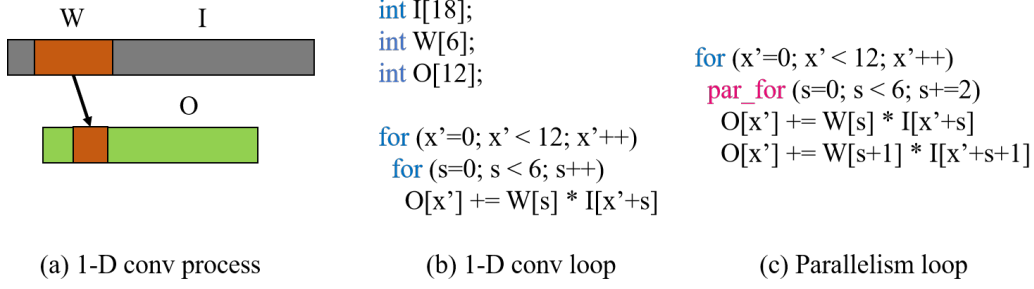 W I
O
(a) 1-D conv process
int I[18];
int W[6];
int O[12];
for (x’=0; x’ < 12; x’++)
for (s=0; s < 6; s++)
O[x’] += W[s] * I[x’+s]
(b) 1-D conv loop
for (x’=0; x’ < 12; x’++)
par_for (s=0; s < 6; s+=2)
O[x’] += W[s] * I[x’+s]
O[x’] += W[s+1] * I[x’+s+1]
(c) Parallelism loop